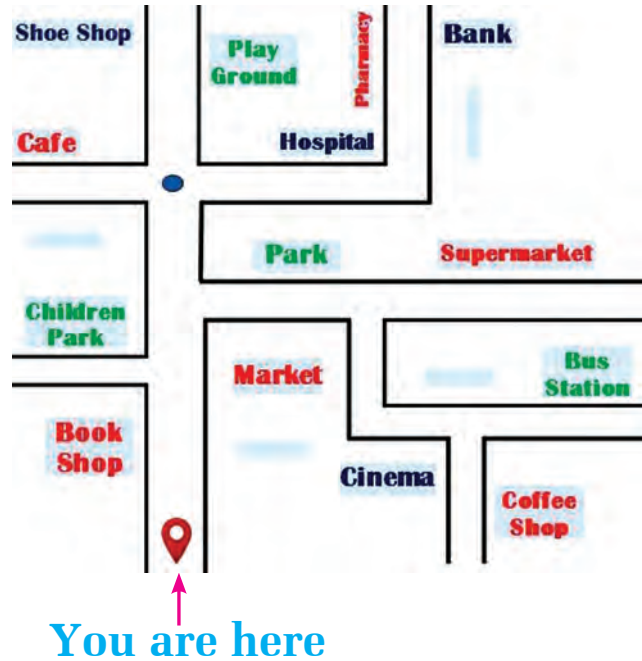 Shoe Shop
Play
Ground
Pharmacy
Bank
Cafe
Hospital
Park
Supermarket
Children
Park
Market
Bus
Station
Book
Shop
Cinema
Coffee
Shop
You are here